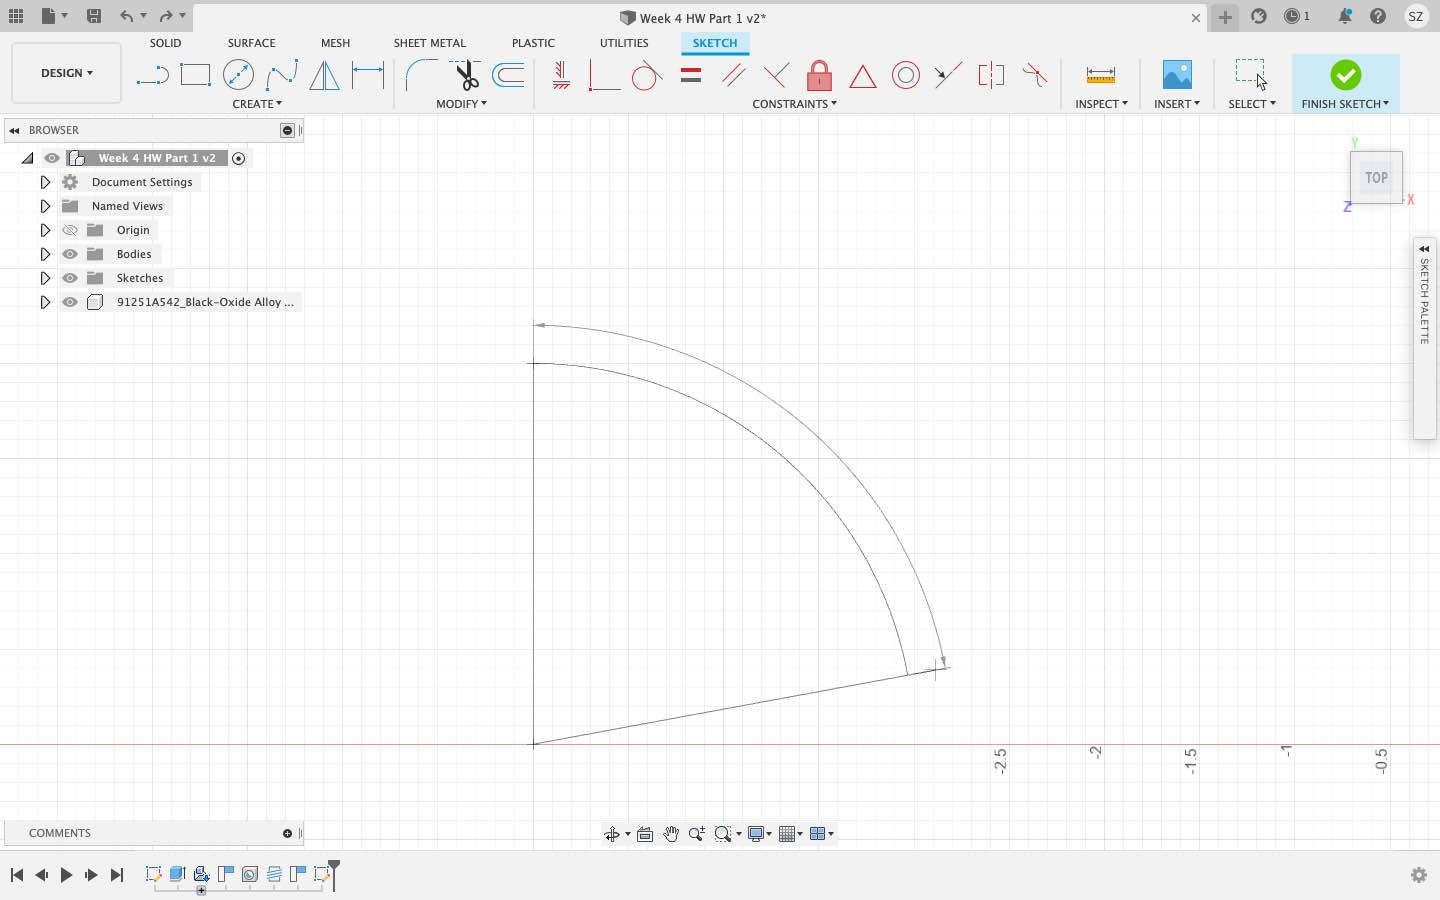 Week 4 HW Part 1 v2*
1
SZ
DESIGN
SOLID
SURFACE
MESH
SHEET METAL
PLASTIC
UTILITIES
SKETCH
CREATE
MODIFY
CONSTRAINTS
INSPECT
INSERT
SELECT
FINISH SKETCH
BROWSER
Week 4 HW Part 1 v2
Document Settings
Named Views
Origin
Bodies
Sketches
91251A542_Black-Oxide Alloy ...
Y
TOP
X
Z
SKETCH PALETTE
-2.5
-2
-1.5
-1
-0.5
COMMENTS